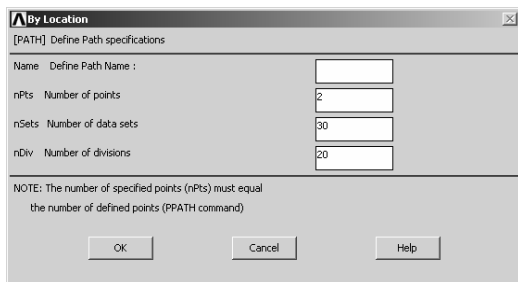 By Location
[PATH] Define Path specifications
Name Define Path Name :
nPts Number of points 2
nSets Number of data sets 30
nDiv Number of divisions 20
NOTE: The number of specified points (nPts) must equal
the number of defined points (PPATH command)
OK Cancel Help